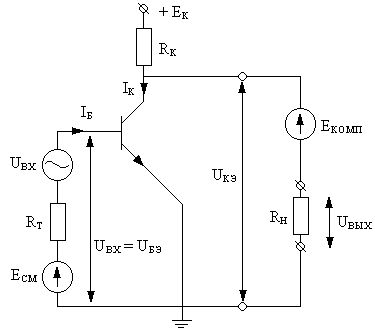 + Eк
Rк
Iк
Iб
Eкомп
Uвх
Uкэ
Rт
Rн
Uвых
Uвх = Uбэ
Eсм